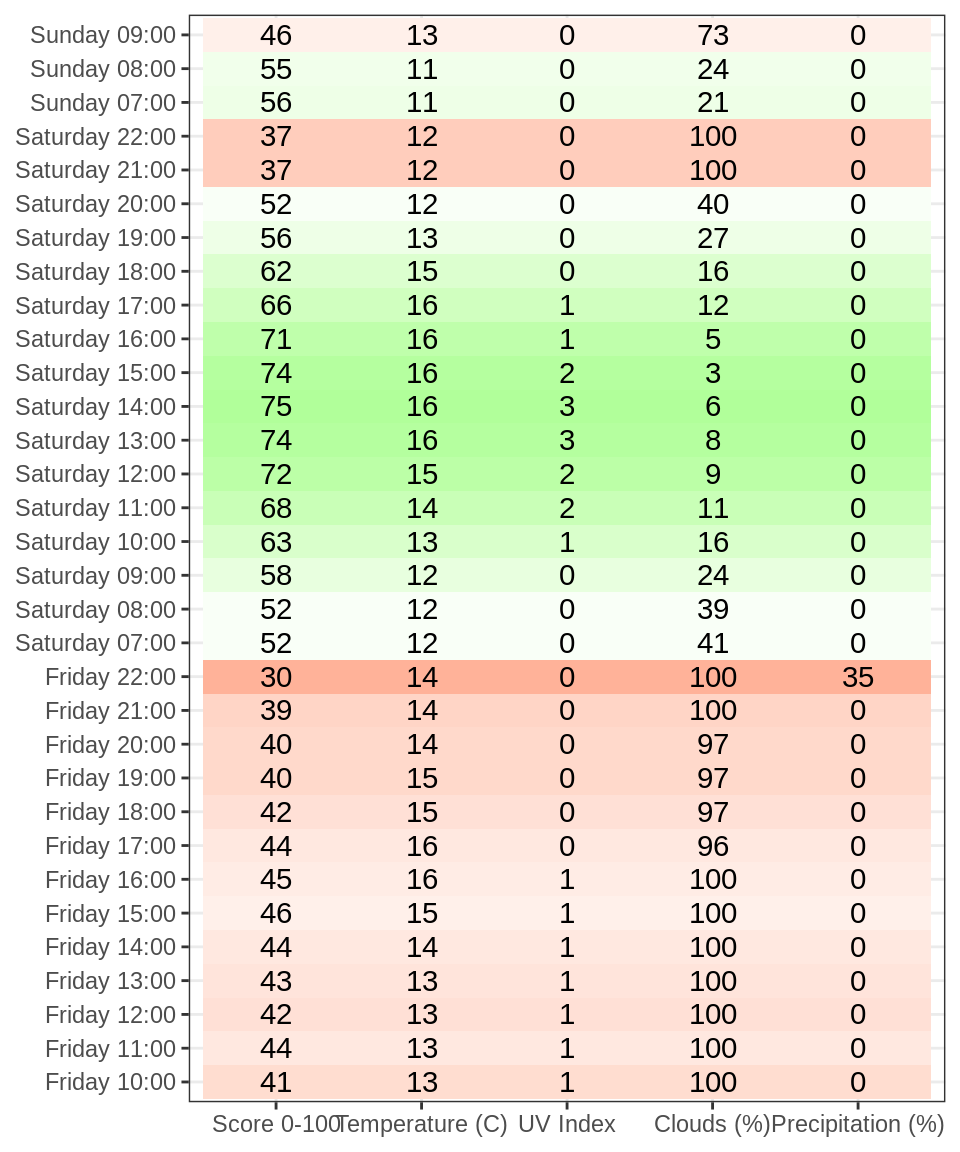 Sunday 09:00 46 13 0 73 0
Sunday 08:00 55 11 0 24 0
Sunday 07:00 56 11 0 21 0
Saturday 22:00 37 12 0 100 0
Saturday 21:00 37 12 0 100 0
Saturday 20:00 52 12 0 40 0
Saturday 19:00 56 13 0 27 0
Saturday 18:00 62 15 0 16 0
Saturday 17:00 66 16 1 12 0
Saturday 16:00 71 16 1 5 0
Saturday 15:00 74 16 2 3 0
Saturday 14:00 75 16 3 6 0
Saturday 13:00 74 16 3 8 0
Saturday 12:00 72 15 2 9 0
Saturday 11:00 68 14 2 11 0
Saturday 10:00 63 13 1 16 0
Saturday 09:00 58 12 0 24 0
Saturday 08:00 52 12 0 39 0
Saturday 07:00 52 12 0 41 0
Friday 22:00 30 14 0 100 35
Friday 21:00 39 14 0 100 0
Friday 20:00 40 14 0 97 0
Friday 19:00 40 15 0 97 0
Friday 18:00 42 15 0 97 0
Friday 17:00 44 16 0 96 0
Friday 16:00 45 16 1 100 0
Friday 15:00 46 15 1 100 0
Friday 14:00 44 14 1 100 0
Friday 13:00 43 13 1 100 0
Friday 12:00 42 13 1 100 0
Friday 11:00 44 13 1 100 0
Friday 10:00 41 13 1 100 0
Score 0-100 Temperature (C) UV Index Clouds (%) Precipitation (%)